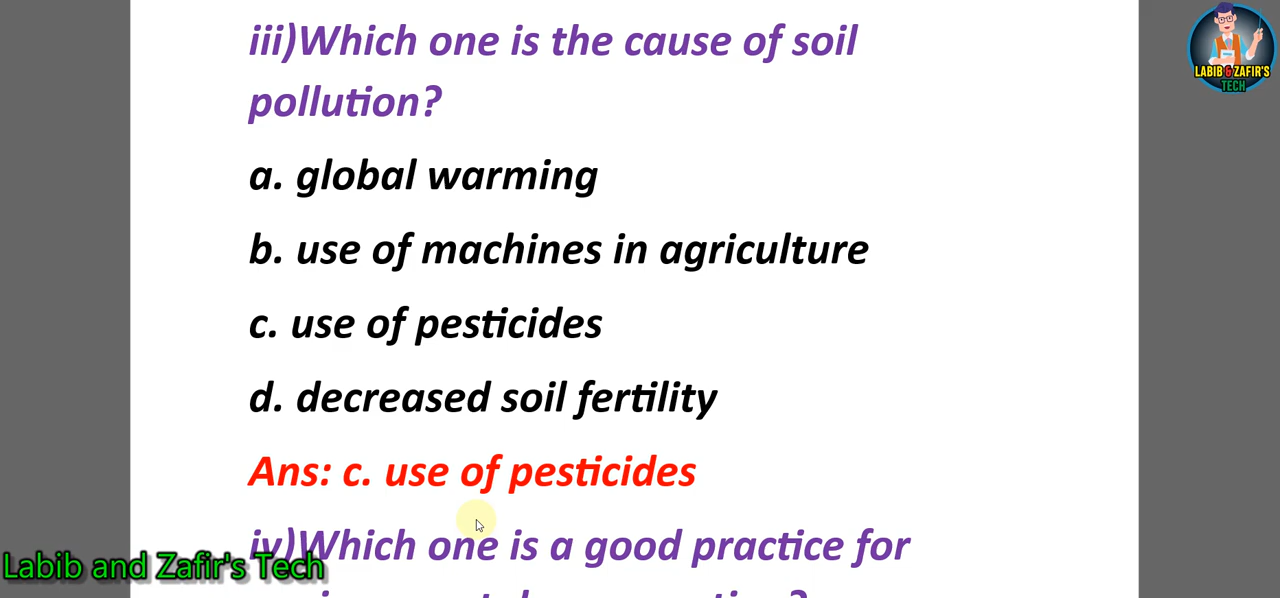 iii)Which one is the cause of soil
pollution?
a. global warming
b. use of machines in agriculture
c. use of pesticides
d. decreased soil fertility
Ans: c. use of pesticides
iv)Which one is a good practice for
Labib and Zafir's Tech
LABIB & ZAFIR'S
TECH